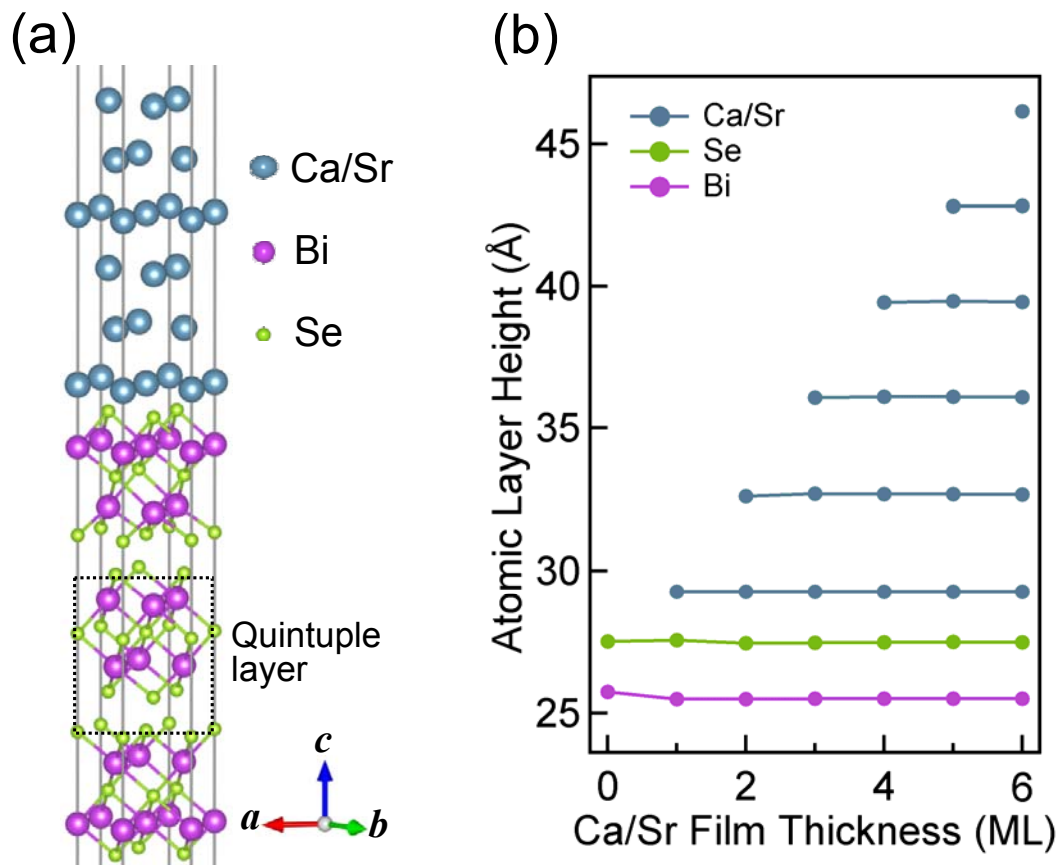 (a)
Ca/Sr
Bi
Se
Quintuple
layer
c
a
b
(b)
Ca/Sr
Se
Bi
Atomic Layer Height (Å)
45
40
35
30
25
0
2
4
6
Ca/Sr Film Thickness (ML)